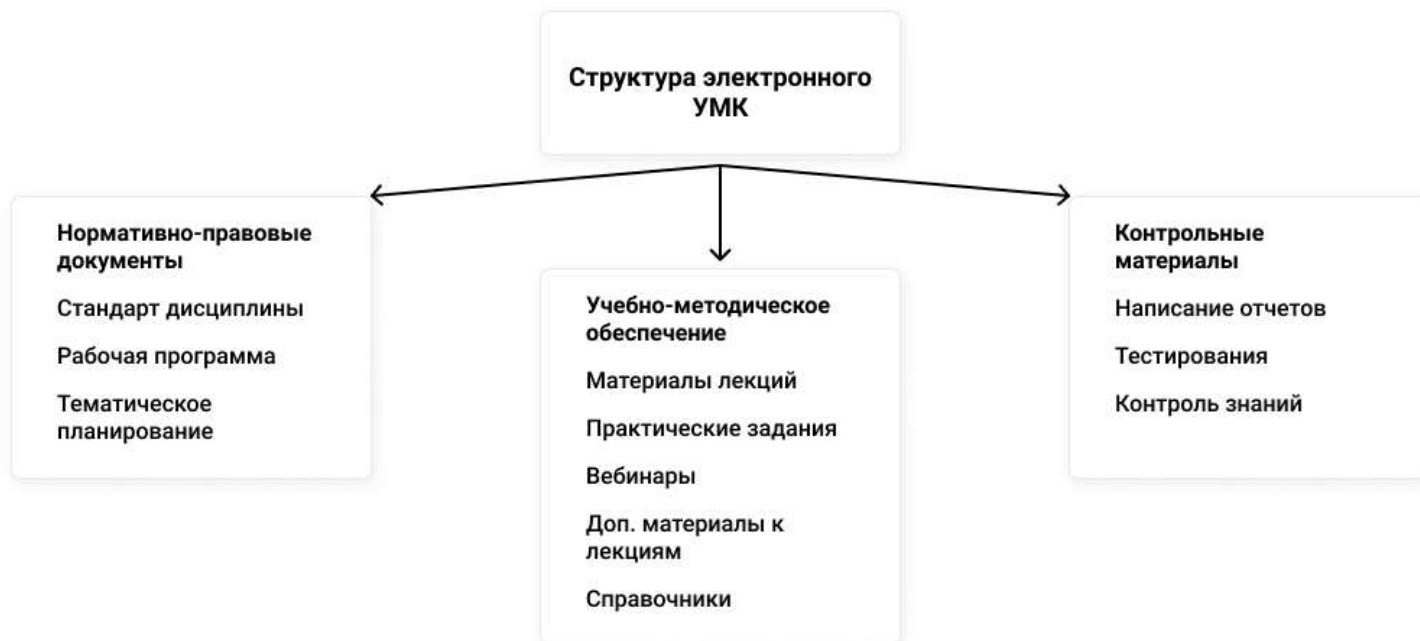 Структура электронного
УМК
Нормативно-правовые
документы
Стандарт дисциплины
Рабочая программа
Тематическое
планирование
Учебно-методическое
обеспечение
Материалы лекций
Практические задания
Вебинары
Доп. материалы к
лекциям
Справочники
Контрольные
материалы
Написание отчетов
Тестирования
Контроль знаний